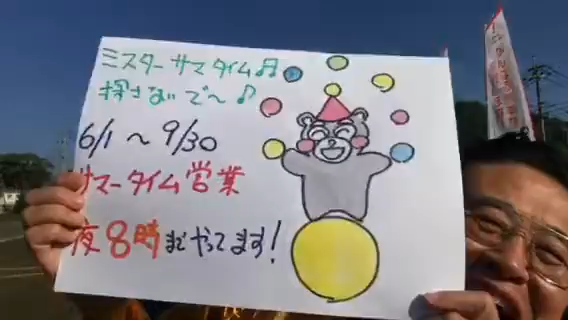 ミスターサマータイム♬
探さないで〜♪
6/1〜9/30
サマータイム営業
夜8時までやってます!